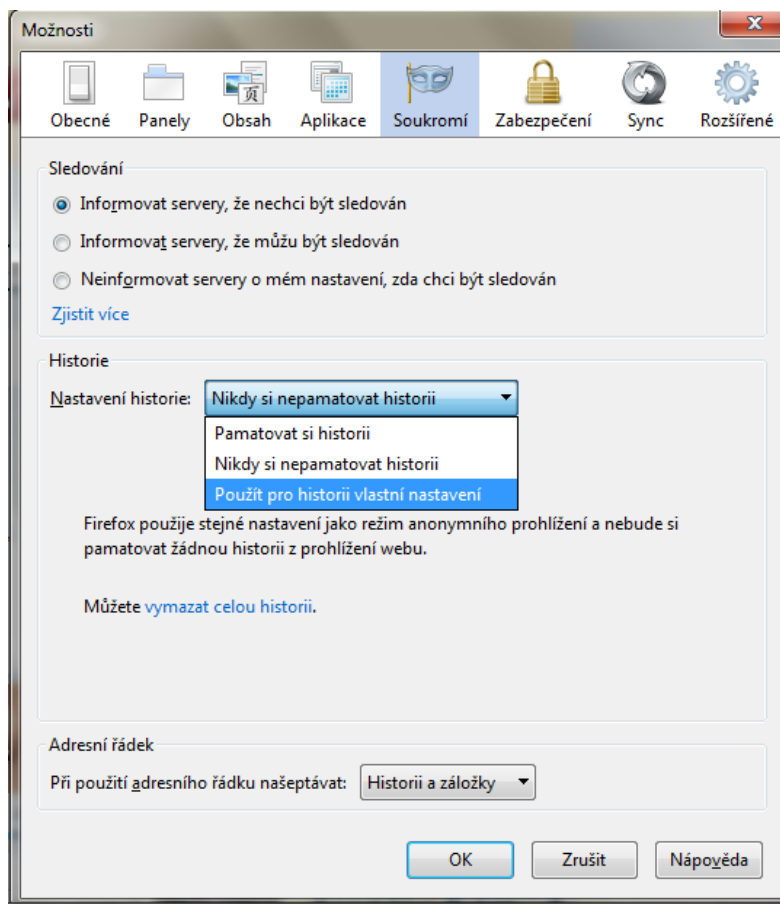 Možnosti
Obecné Panely Obsah Aplikace Soukromí Zabezpečení Sync Rozšířené
Sledování
Informovat servery, že nechci být sledován
Informovat servery, že můžu být sledován
Neinformovat servery o mém nastavení, zda chci být sledován
Zjistit více
Historie
Nastavení historie: Nikdy si nepamatovat historii
Pamatovat si historii
Nikdy si nepamatovat historii
Použít pro historii vlastní nastavení
Firefox použije stejné nastavení jako režim anonymního prohlížení a nebude si
pamatovat žádnou historii z prohlížení webu.
Můžete vymazat celou historii.
Adresní řádek
Při použití adresního řádku našeptávat: Historii a záložky
OK Zrušit Nápověda